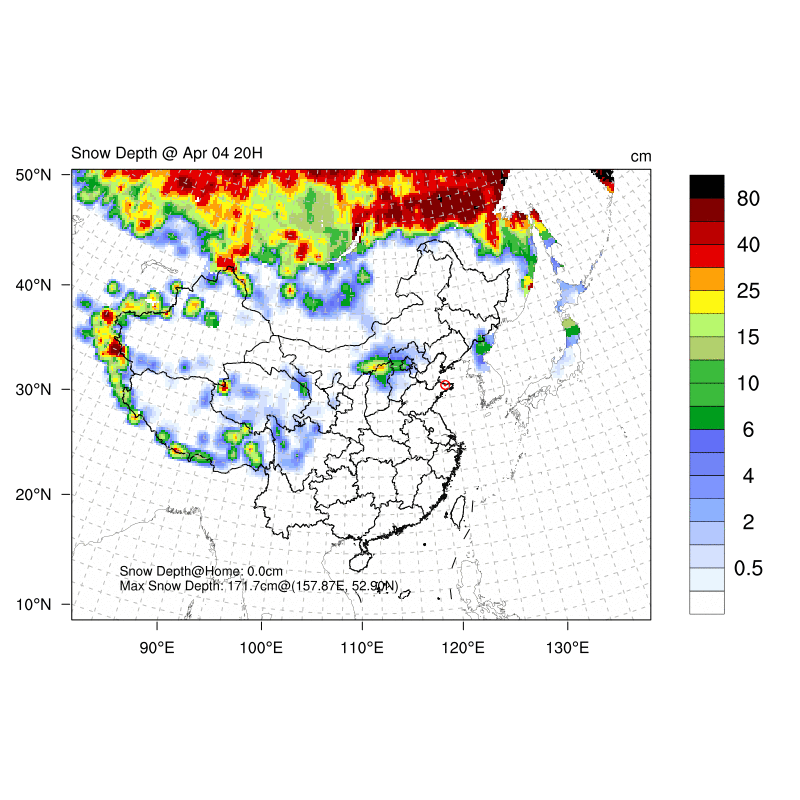 Snow Depth @ Apr 04 20H
cm
50°N
40°N
30°N
20°N
10°N
90°E
100°E
110°E
120°E
130°E
80
40
25
15
10
6
4
2
0.5
Snow Depth@Home: 0.0cm
Max Snow Depth: 171.7cm@(157.87E, 52.90N)